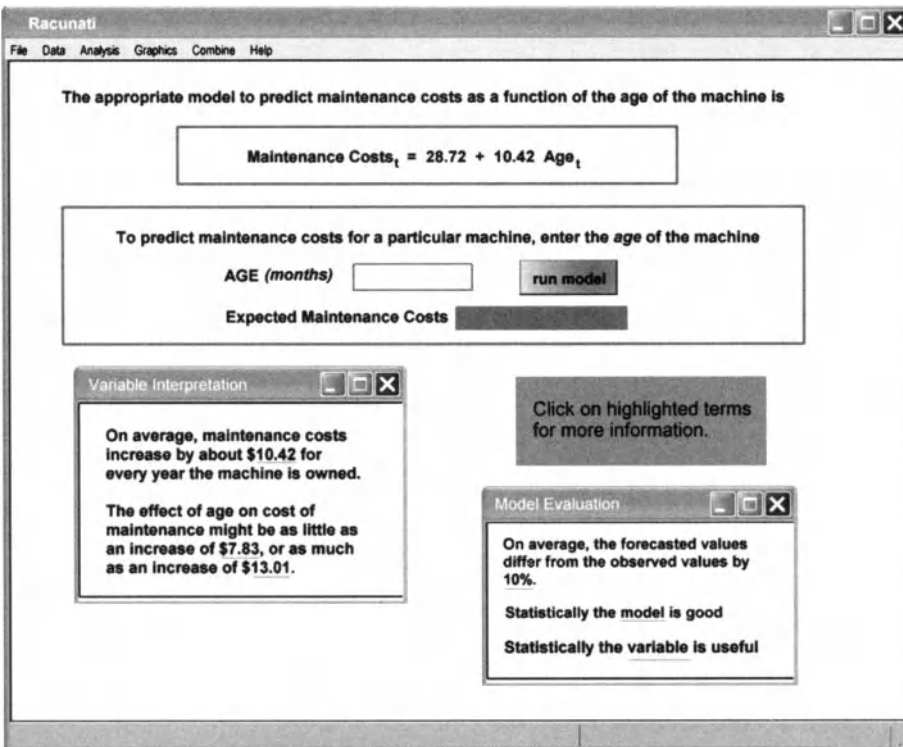 Racunati
File Data Analysis Graphics Combine Help
The appropriate model to predict maintenance costs as a function of the age of the machine is
Maintenance Costsₜ = 28.72 + 10.42 Ageₜ
To predict maintenance costs for a particular machine, enter the age of the machine
AGE (months)
run model
Expected Maintenance Costs
Variable Interpretation
On average, maintenance costs
increase by about $10.42 for
every year the machine is owned.
The effect of age on cost of
maintenance might be as little as
an increase of $7.83, or as much
as an increase of $13.01.
Click on highlighted terms
for more information.
Model Evaluation
On average, the forecasted values
differ from the observed values by
10%.
Statistically the model is good
Statistically the variable is useful